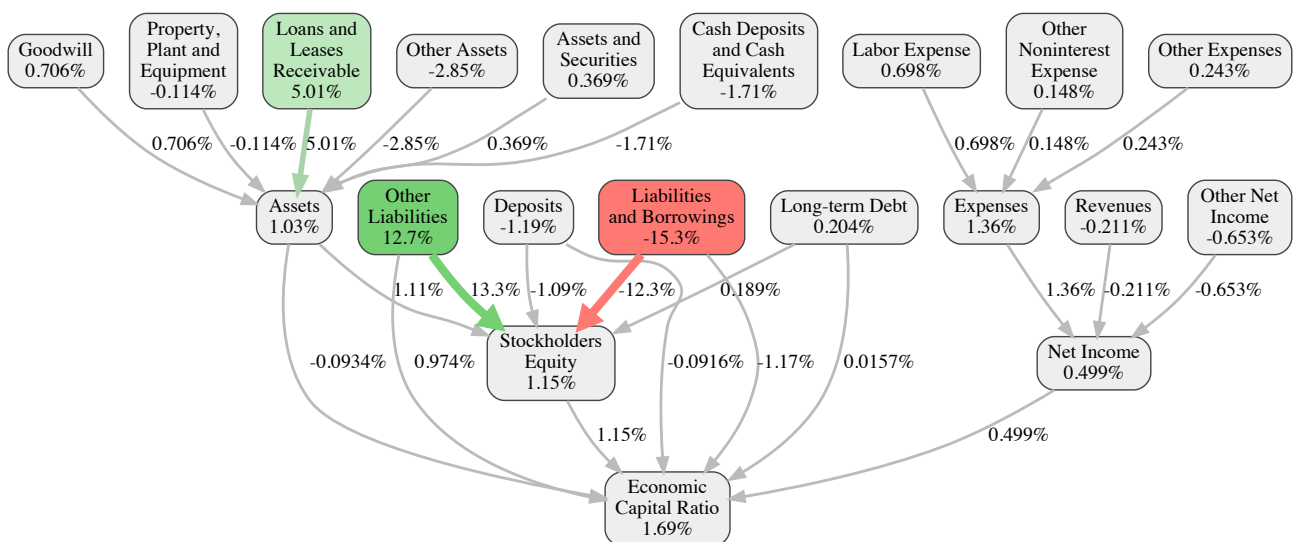 Goodwill
0.706%
Property,
Plant and
Equipment
-0.114%
Loans and
Leases
Receivable
5.01%
Other Assets
-2.85%
Assets and
Securities
0.369%
Cash Deposits
and Cash
Equivalents
-1.71%
Labor Expense
0.698%
Other
Noninterest
Expense
0.148%
Other Expenses
0.243%
0.706%
-0.114%
5.01%
-2.85%
0.369%
-1.71%
0.698%
0.148%
0.243%
Assets
1.03%
Other
Liabilities
12.7%
Deposits
-1.19%
Liabilities
and Borrowings
-15.3%
Long-term Debt
0.204%
Expenses
1.36%
Revenues
-0.211%
Other Net
Income
-0.653%
1.11%
13.3%
-1.09%
-12.3%
0.189%
1.36%
-0.211%
-0.653%
Stockholders
Equity
1.15%
Net Income
0.499%
-0.0934%
0.974%
-0.0916%
-1.17%
0.0157%
1.15%
0.499%
Economic
Capital Ratio
1.69%